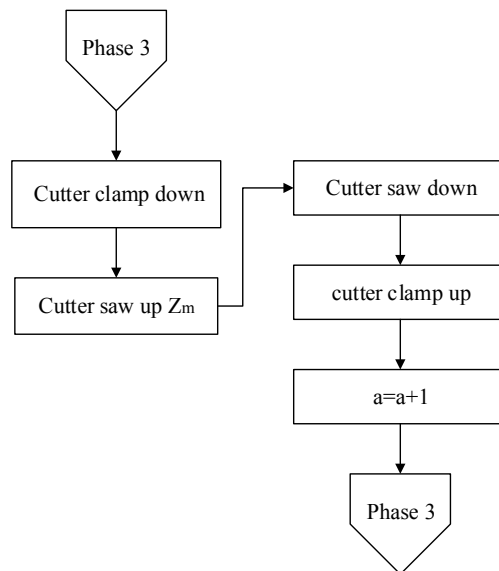 Phase 3
Cutter clamp down
Cutter saw up Zm
Cutter saw down
cutter clamp up
a=a+1
Phase 3